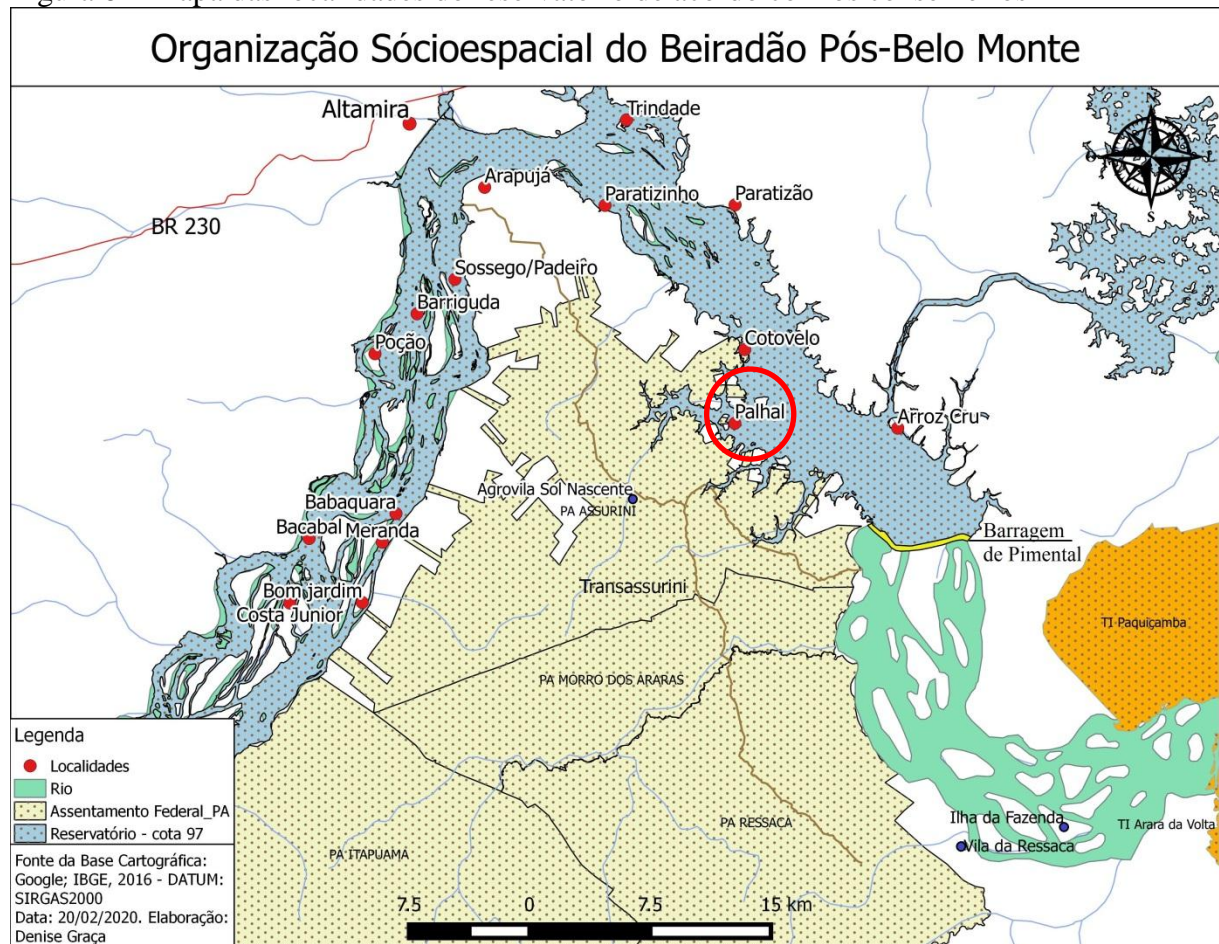 Organização Sócioespacial do Beiradão Pós-Belo Monte
Altamira
Trindade
N
O
L
S
Arapujá
Paratizinho
Paratizão
BR 230
Sossego/Padeiro
Barriguda
Poção
Cotovelo
Palhal
Arroz Cru
Agrovila Sol Nascente
PA ASSURINI
Babaquara
Bacabal
Meranda
Barragem
de Pimental
Bom jardim
Costa Junior
Transassurini
TI Paquiçamba
PA MORRO DOS ARARAS
Legenda
Localidades
Rio
Assentamento Federal_PA
Reservatório - cota 97
PA RESSACA
Ilha da Fazenda
TI Arara da Volta
Vila da Ressaca
PA ITAPUAMA
Fonte da Base Cartográfica:
Google; IBGE, 2016 - DATUM:
SIRGAS2000
Data: 20/02/2020. Elaboração:
Denise Graça
7.5 0 7.5 15 km